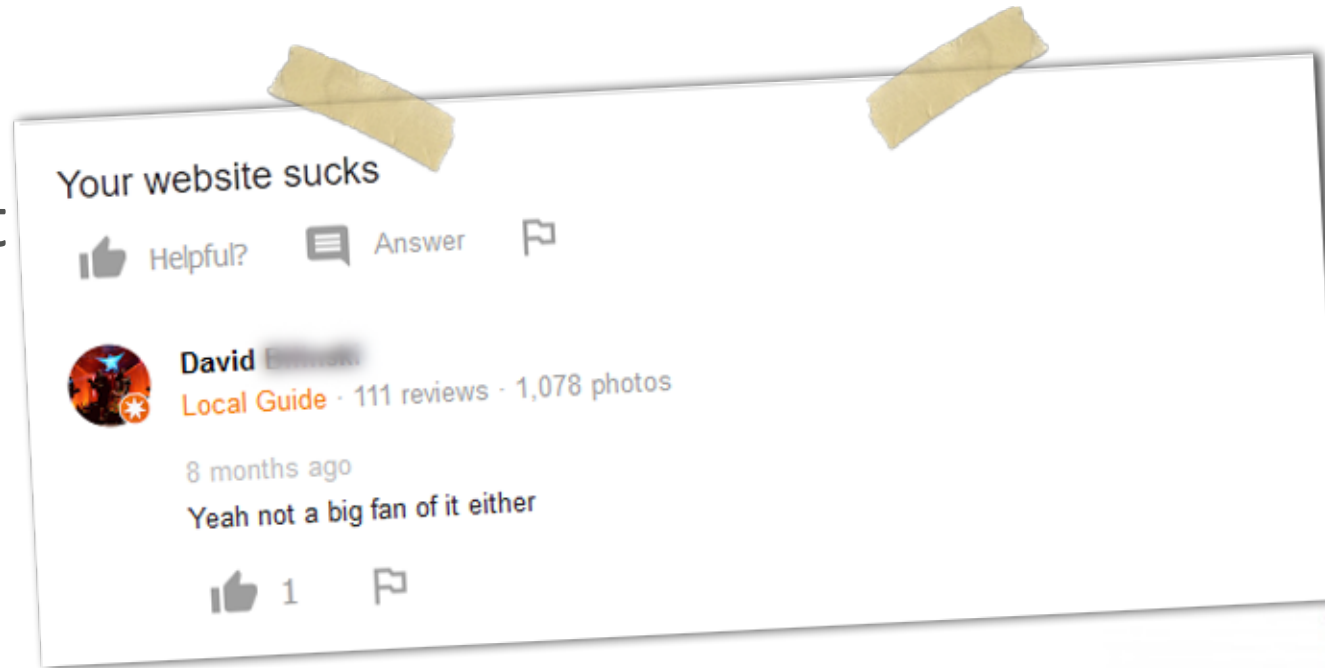 Your website sucks
t
Helpful? Answer
David
Local Guide · 111 reviews · 1,078 photos
8 months ago
Yeah not a big fan of it either
1